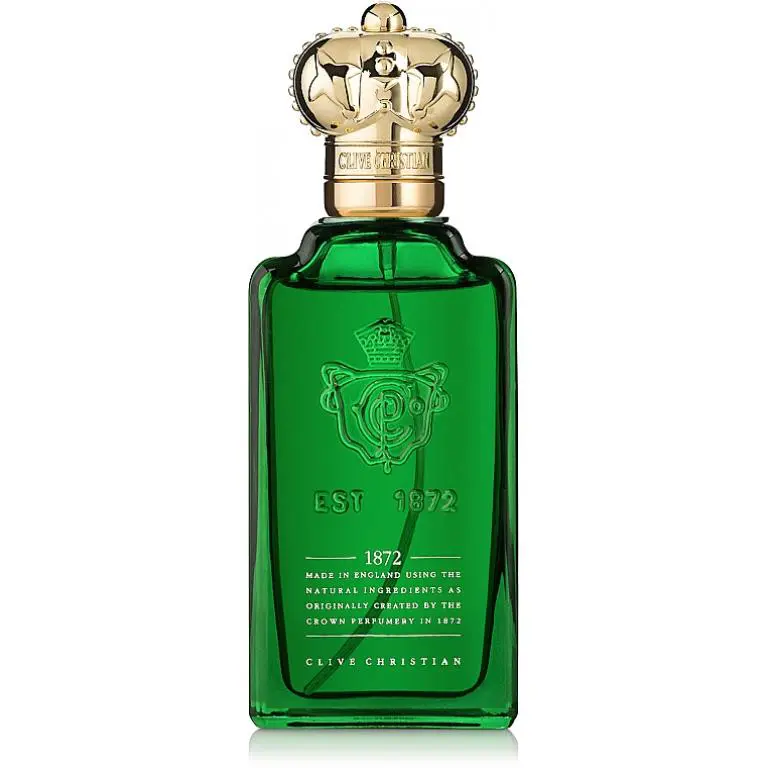 CLIVE CHRISTIAN
EST 1872
1872
MADE IN ENGLAND USING THE
NATURAL INGREDIENTS AS
ORIGINALLY CREATED BY THE
CROWN PERFUMERY IN 1872
CLIVE CHRISTIAN